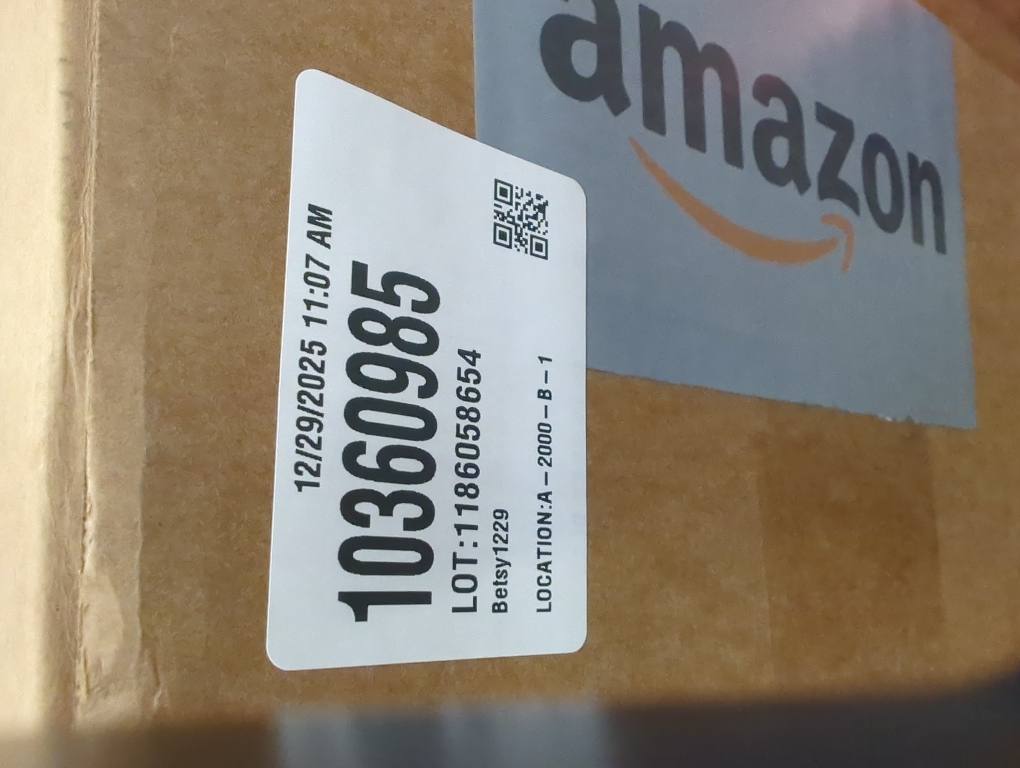 12/29/2025 11:07 AM
10360985
LOT:1186058654
Betsy1229
LOCATION:A-2000-B-1
amazon